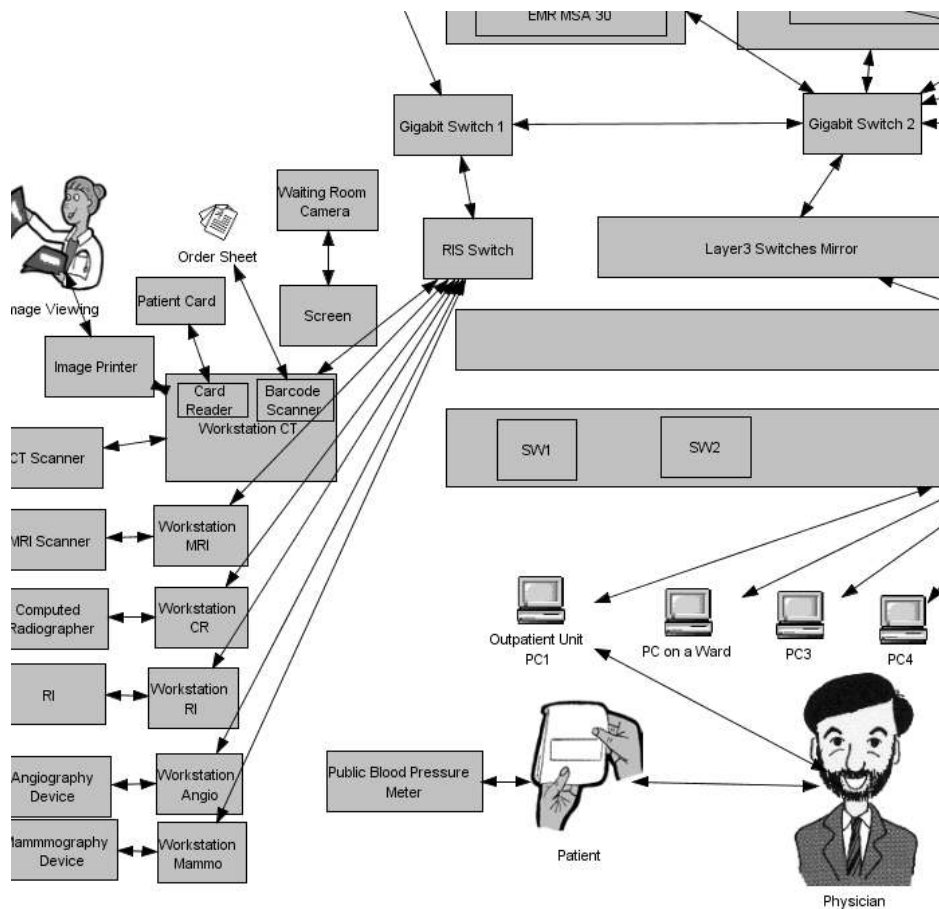 EMR MSA 30
Gigabit Switch 1
Gigabit Switch 2
Waiting Room
Camera
Order Sheet
RIS Switch
Layer3 Switches Mirror
mage Viewing
Patient Card
Screen
Image Printer
Card
Reader
Barcode
Scanner
Workstation CT
CT Scanner
SW1
SW2
MRI Scanner
Workstation
MRI
Computed
Radiographer
Workstation
CR
Outpatient Unit
PC1
PC on a Ward
PC3
PC4
RI
Workstation
RI
Angiography
Device
Workstation
Angio
Public Blood Pressure
Meter
Mammmography
Device
Workstation
Mammo
Patient
Physician